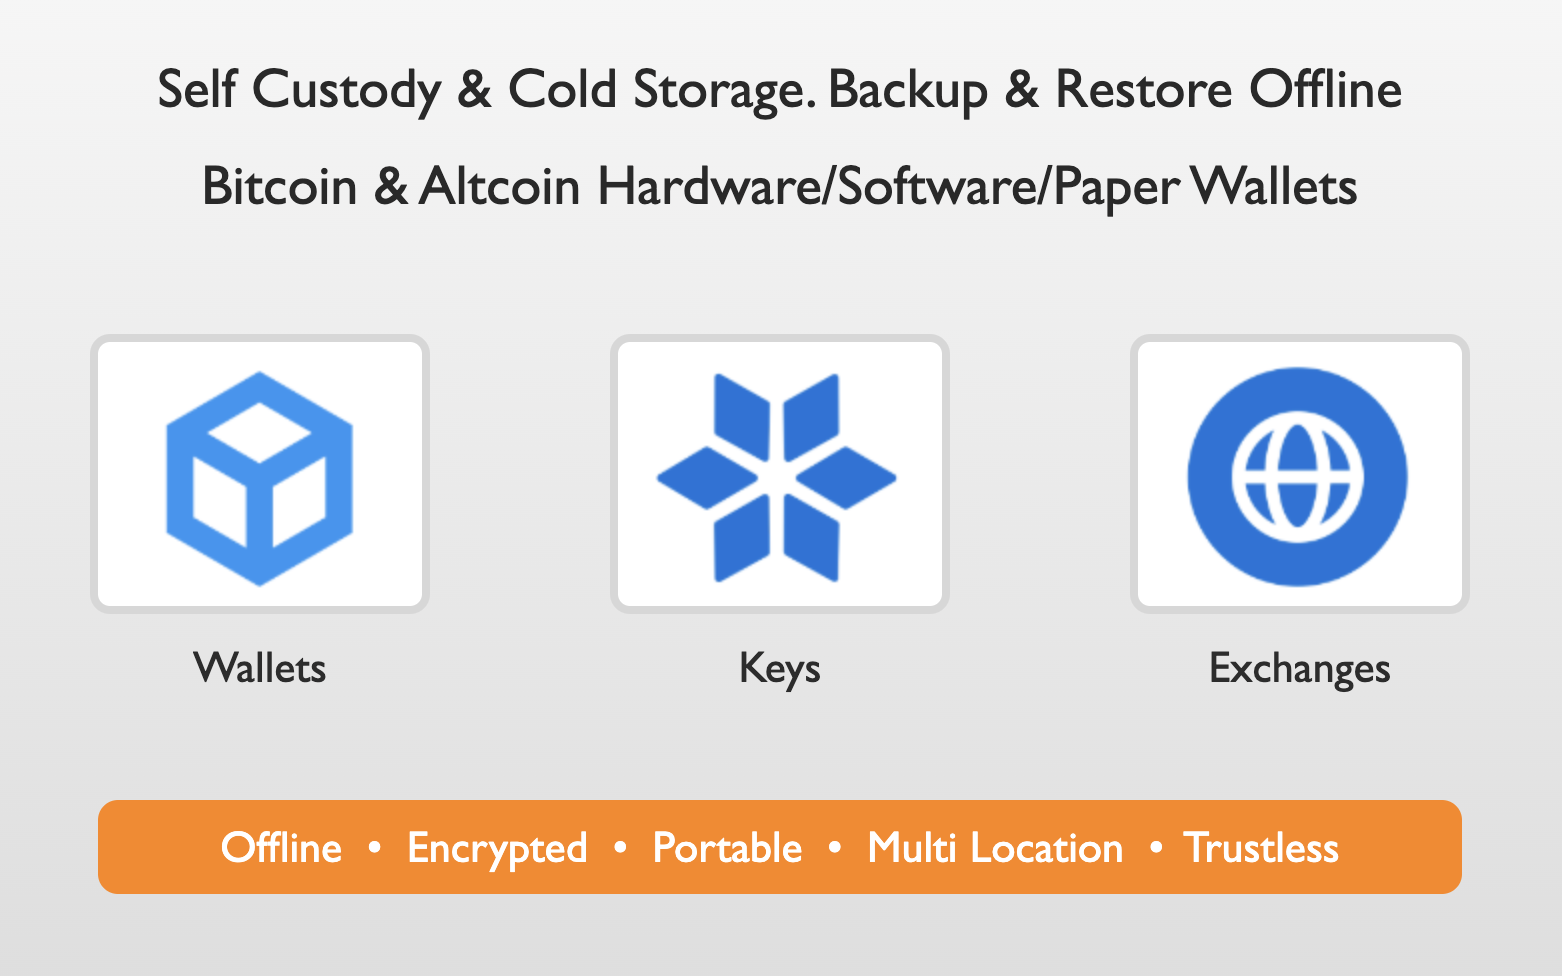 Self Custody & Cold Storage. Backup & Restore Offline
Bitcoin & Altcoin Hardware/Software/Paper Wallets
Wallets
Keys
Exchanges
Offline • Encrypted • Portable • Multi Location • Trustless